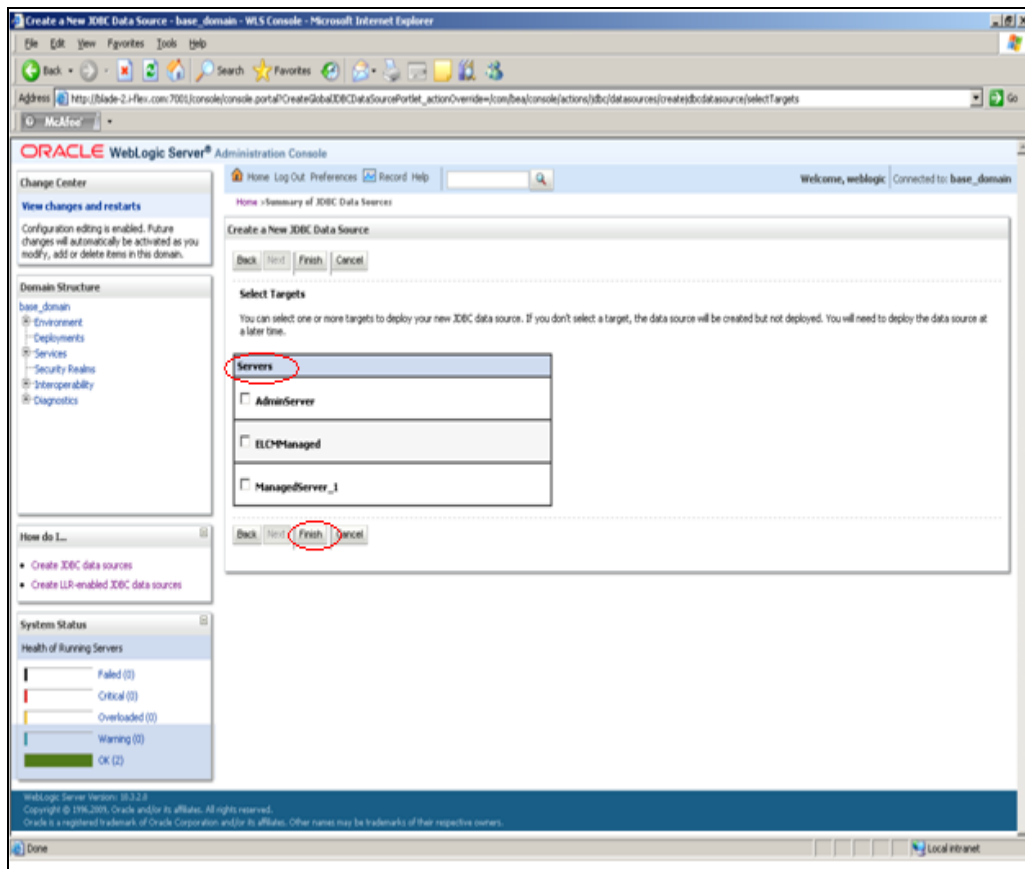 Create a New JDBC Data Source - base_domain - WLS Console - Microsoft Internet Explorer
File Edit View Favorites Tools Help
Back Search Favorites
Address http://blade-2.i-flex.com:7001/console/console.portal?CreateGlobalJDBCDataSourcePortlet_actionOverride=/com/bea/console/actions/jdbc/datasources/createjdbcdatasource/selectTargets Go
McAfee
ORACLE WebLogic Server® Administration Console
Change Center
View changes and restarts
Configuration editing is enabled. Future
changes will automatically be activated as you
modify, add or delete items in this domain.
Domain Structure
base_domain
Environment
Deployments
Services
Security Realms
Interoperability
Diagnostics
How do I...
Create JDBC data sources
Create LLR-enabled JDBC data sources
System Status
Health of Running Servers
Failed (0)
Critical (0)
Overloaded (0)
Warning (0)
OK (2)
Home Log Out Preferences Record Help
Welcome, weblogic Connected to: base_domain
Home >Summary of JDBC Data Sources
Create a New JDBC Data Source
Back Next Finish Cancel
Select Targets
You can select one or more targets to deploy your new JDBC data source. If you don't select a target, the data source will be created but not deployed. You will need to deploy the data source at
a later time.
Servers
AdminServer
ELCMManaged
ManagedServer_1
Back Next Finish Cancel
WebLogic Server Version: 10.3.2.0
Copyright © 1996,2009, Oracle and/or its affiliates. All rights reserved.
Oracle is a registered trademark of Oracle Corporation and/or its affiliates. Other names may be trademarks of their respective owners.
Done Local intranet